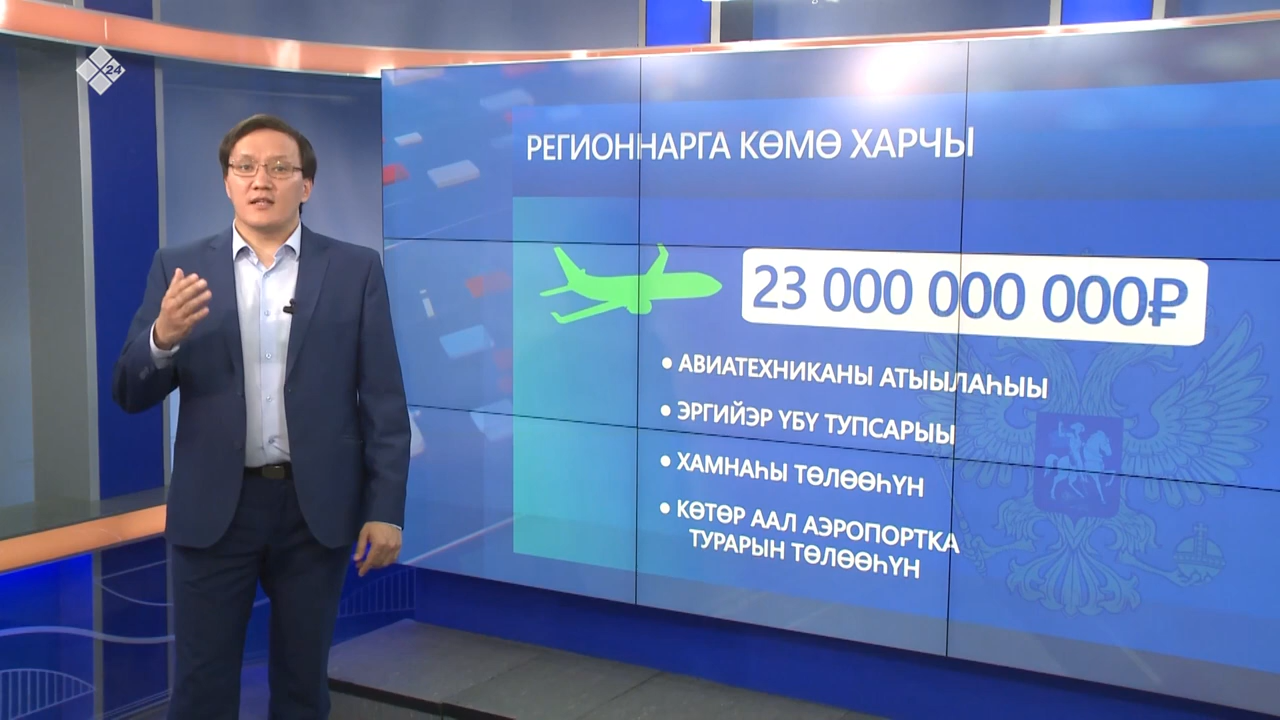 24
РЕГИОННАРГА КӨМӨ ХАРЧЫ
23 000 000 000₽
• АВИАТЕХНИКАНЫ АТЫЫЛАҺЫЫ
• ЭРГИЙЭР ҮБҮ ТУПСАРЫЫ
• ХАМНАҺЫ ТӨЛӨӨҺҮН
• КӨТӨР ААЛ АЭРОПОРТКА
ТУРАРЫН ТӨЛӨӨҺҮН